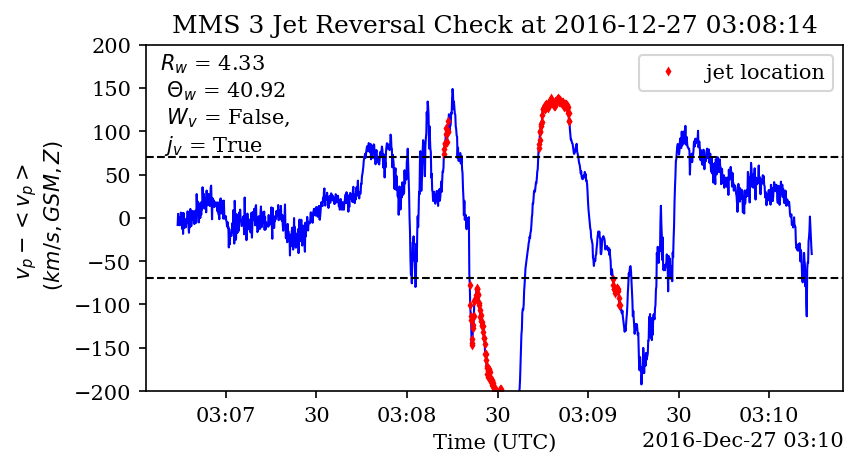 MMS 3 Jet Reversal Check at 2016-12-27 03:08:14
R_w = 4.33
Θ_w = 40.92
W_v = False,
j_v = True
jet location
v_p − <v_p>
(km/s, GSM, Z)
200
150
100
50
0
−50
−100
−150
−200
03:07 30 03:08 30 03:09 30 03:10
Time (UTC)
2016-Dec-27 03:10